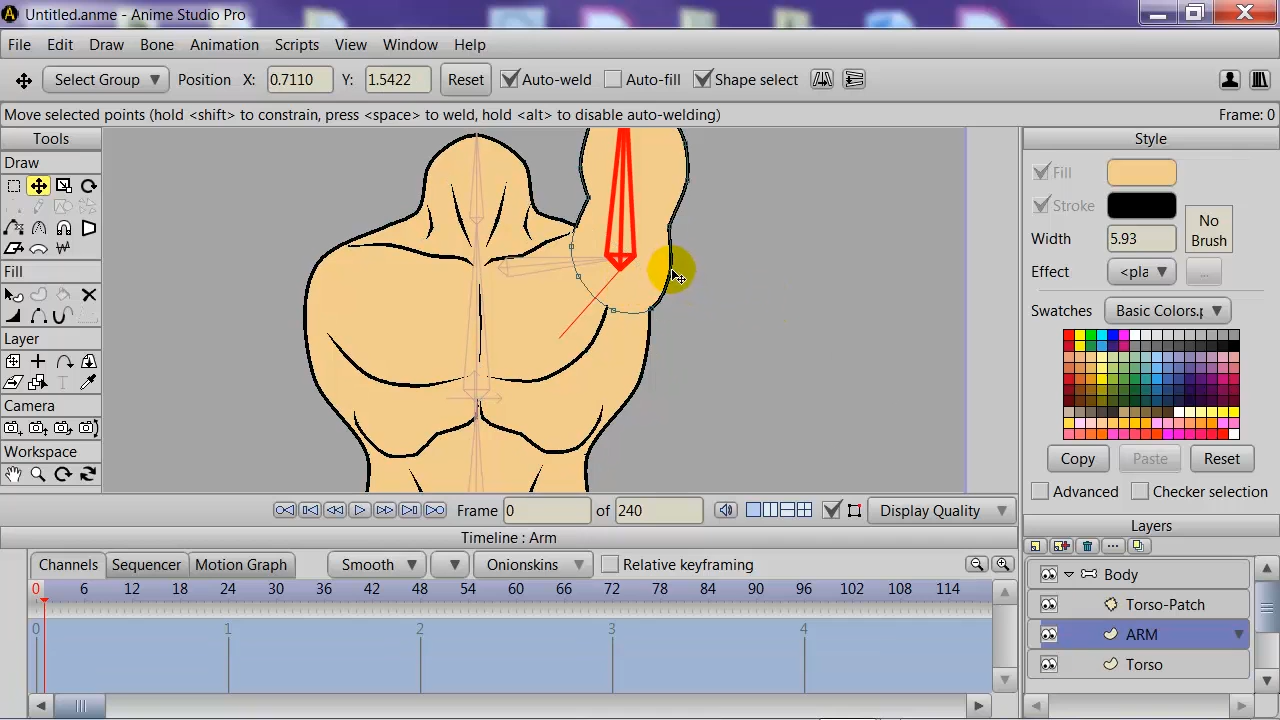 Untitled.anme - Anime Studio Pro
File Edit Draw Bone Animation Scripts View Window Help
Select Group Position X: 0.7110 Y: 1.5422 Reset Auto-weld Auto-fill Shape select
Move selected points (hold <shift> to constrain, press <space> to weld, hold <alt> to disable auto-welding) Frame: 0
Tools
Draw
Fill
Layer
Camera
Workspace
Style
Fill
Stroke
No Brush
Width 5.93
Effect <pla ...
Swatches Basic Colors.p
Copy Paste Reset
Advanced Checker selection
Frame 0 of 240 Display Quality
Timeline : Arm
Channels Sequencer Motion Graph Smooth Onionskins Relative keyframing
0 6 12 18 24 30 36 42 48 54 60 66 72 78 84 90 96 102 108 114
0 1 2 3 4
Layers
Body
Torso-Patch
ARM
Torso